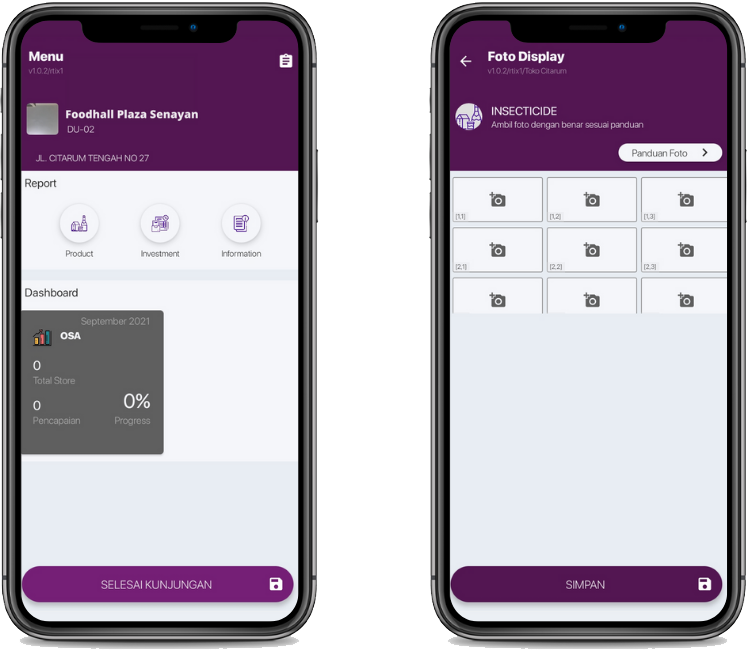 Menu
v1.0.2/rtix1
Foodhall Plaza Senayan
DU-02
JL. CITARUM TENGAH NO 27
Report
Product
Investment
Information
Dashboard
September 2021
OSA
0
Total Store
0
0%
Pencapaian
Progress
SELESAI KUNJUNGAN
Foto Display
v1.0.2/rtix1/Toko Citarum
INSECTICIDE
Ambil foto dengan benar sesuai panduan
Panduan Foto
[1,1]
[1,2]
[1,3]
[2,1]
[2,2]
[2,3]
SIMPAN